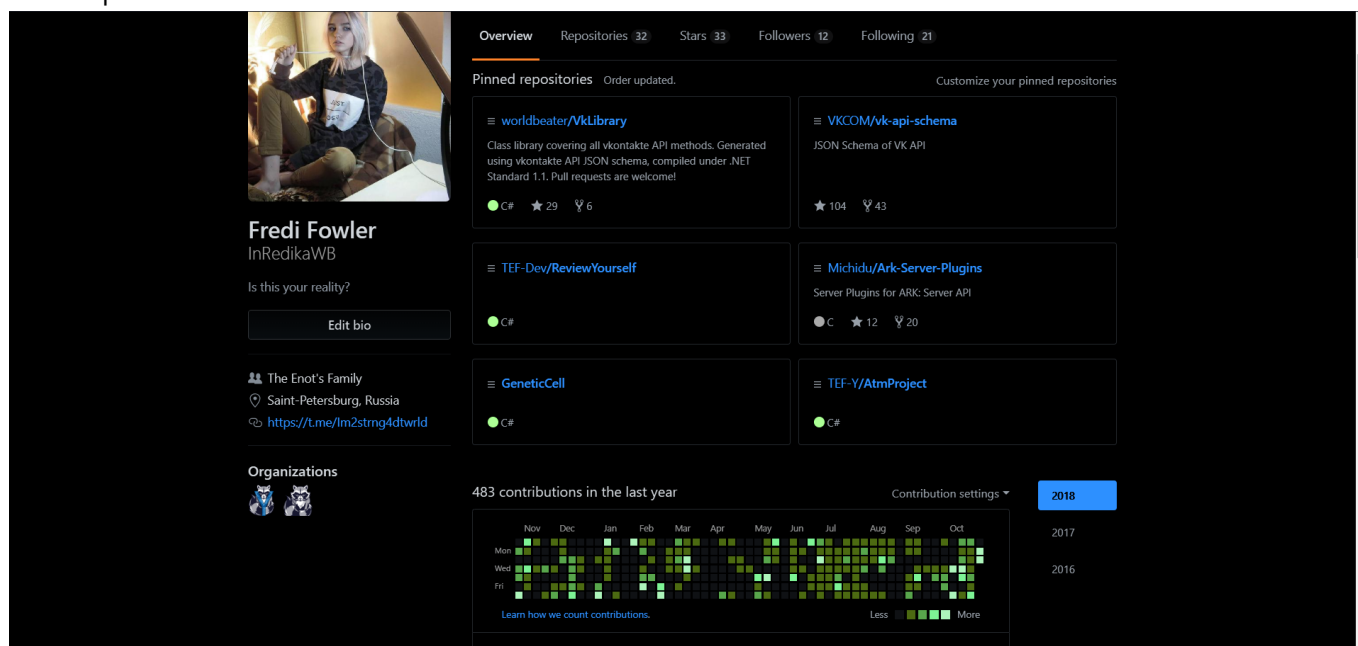 Overview Repositories 32 Stars 33 Followers 12 Following 21
Pinned repositories Order updated. Customize your pinned repositories
worldbeater/VkLibrary
Class library covering all vkontakte API methods. Generated
using vkontakte API JSON schema, compiled under .NET
Standard 1.1. Pull requests are welcome!
C# 29 6
VKCOM/vk-api-schema
JSON Schema of VK API
104 43
Fredi Fowler
InRedikaWB
Is this your reality?
Edit bio
The Enot's Family
Saint-Petersburg, Russia
https://t.me/Im2strng4dtwrld
Organizations
TEF-Dev/ReviewYourself
C#
Michidu/Ark-Server-Plugins
Server Plugins for ARK: Server API
C 12 20
GeneticCell
C#
TEF-Y/AtmProject
C#
483 contributions in the last year Contribution settings
2018
2017
2016
Nov Dec Jan Feb Mar Apr May Jun Jul Aug Sep Oct
Mon
Wed
Fri
Learn how we count contributions. Less More